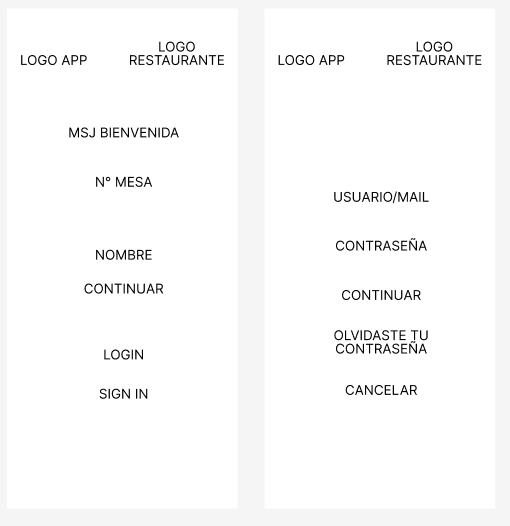 LOGO APP
LOGO
RESTAURANTE
MSJ BIENVENIDA
N° MESA
NOMBRE
CONTINUAR
LOGIN
SIGN IN
LOGO APP
LOGO
RESTAURANTE
USUARIO/MAIL
CONTRASEÑA
CONTINUAR
OLVIDASTE TU
CONTRASEÑA
CANCELAR